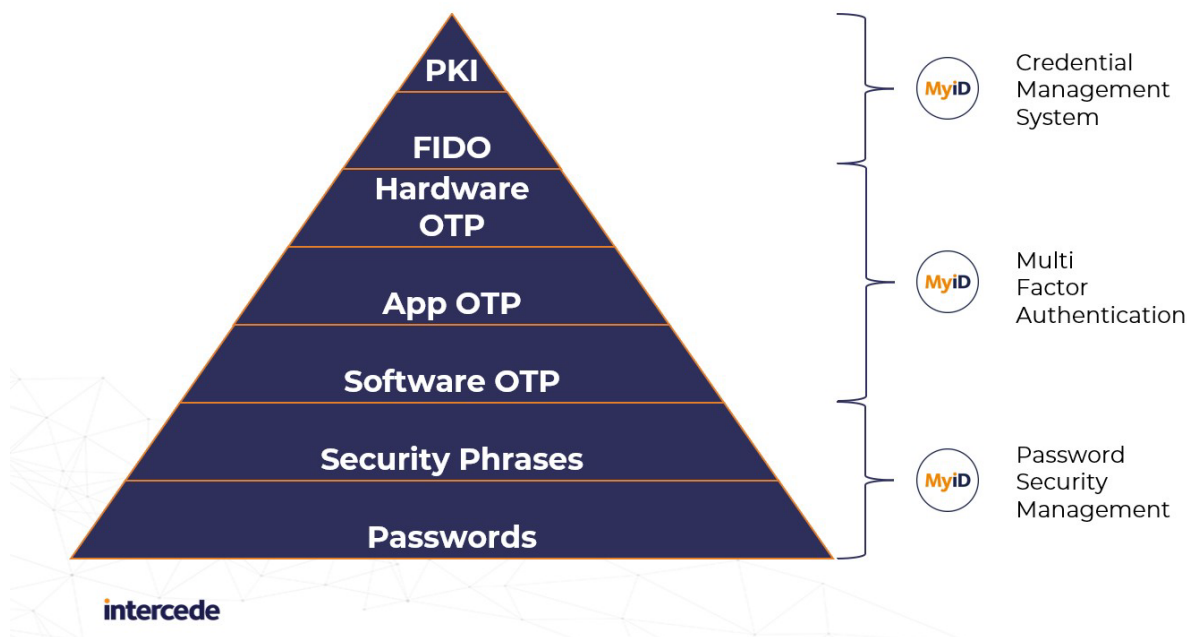 PKI
FIDO
Hardware
OTP
App OTP
Software OTP
Security Phrases
Passwords
MyiD
Credential
Management
System
MyiD
Multi
Factor
Authentication
MyiD
Password
Security
Management
intercede